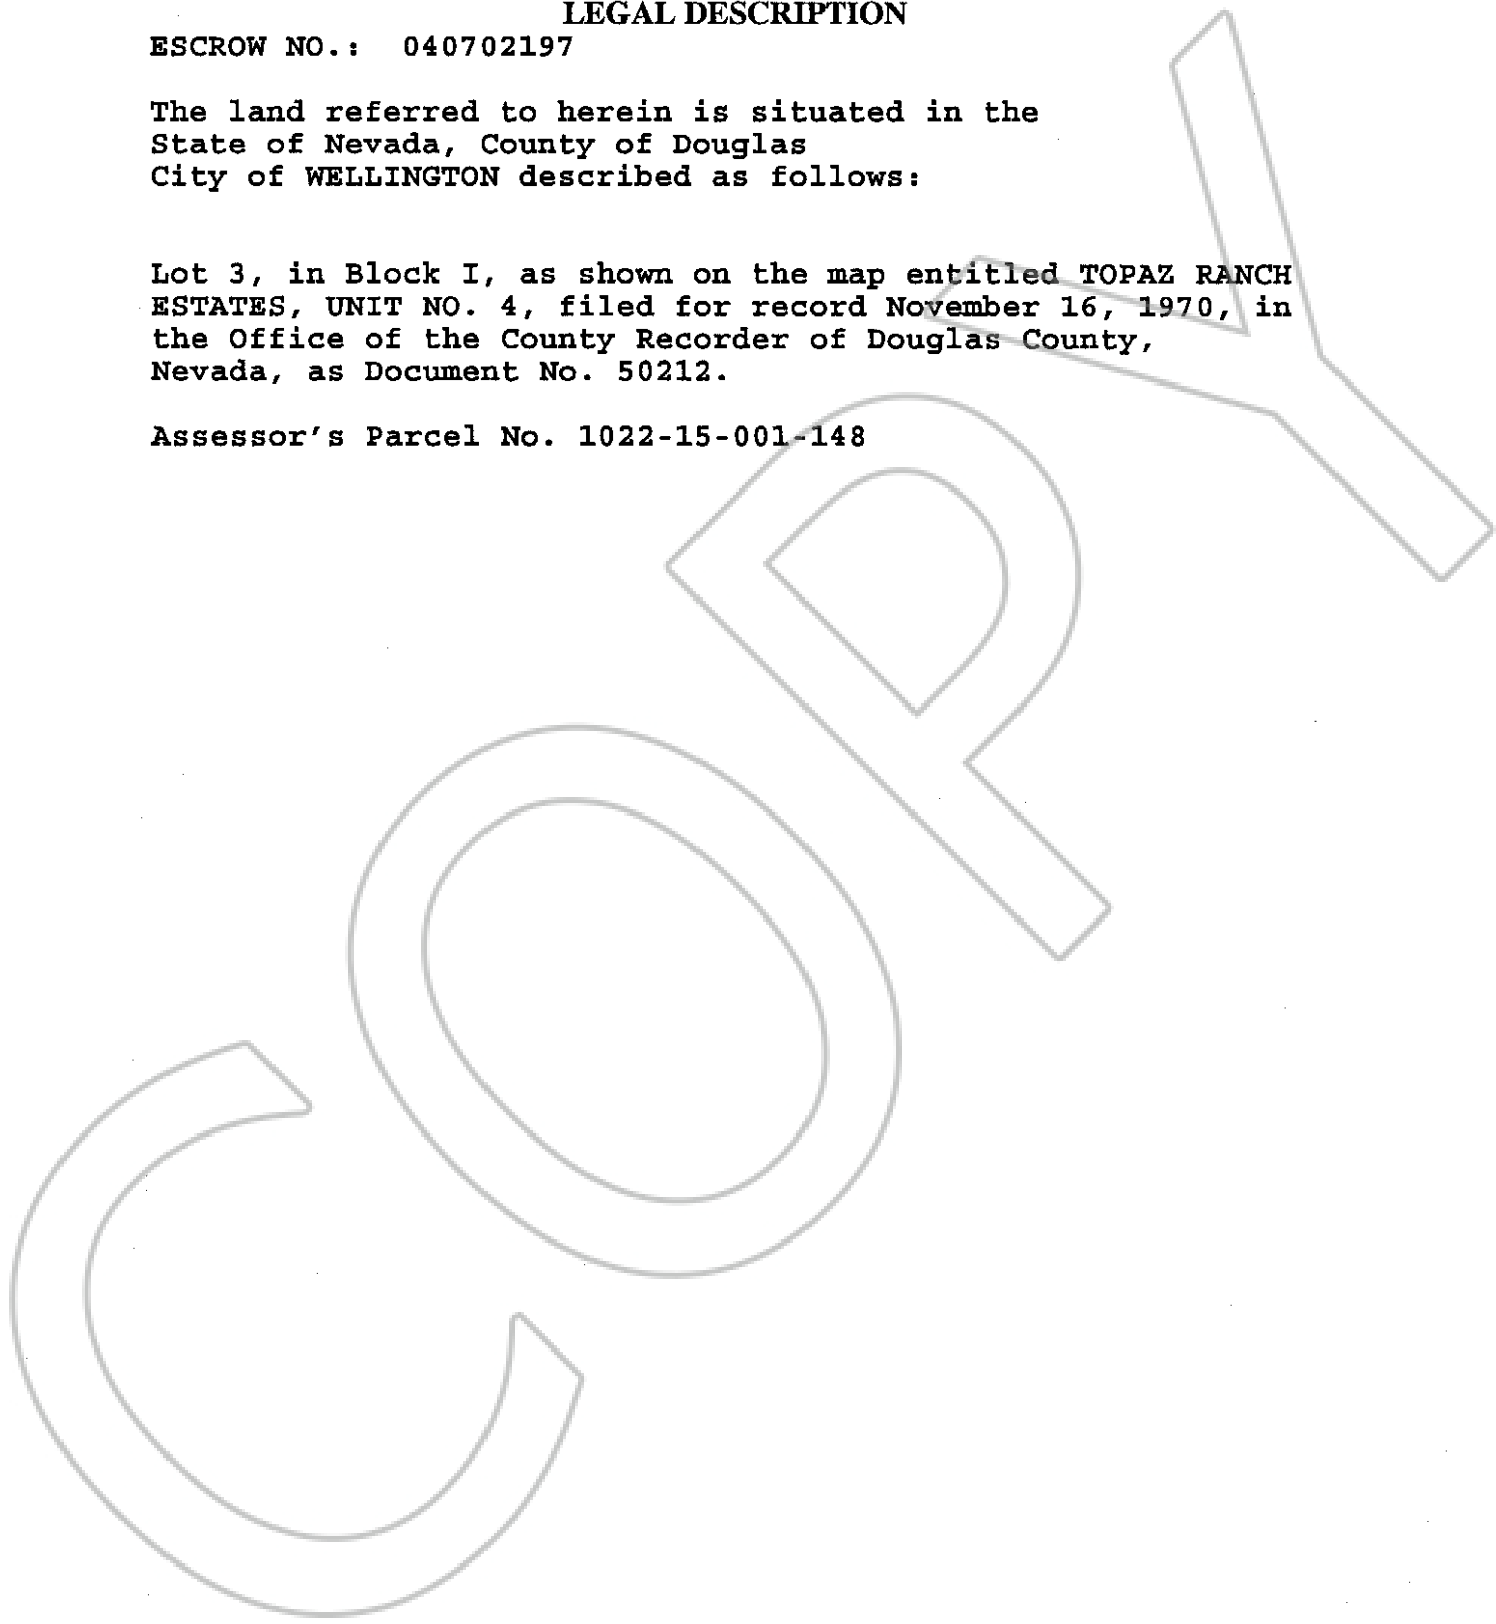 LEGAL DESCRIPTION
ESCROW NO.: 040702197
The land referred to herein is situated in the
State of Nevada, County of Douglas
City of WELLINGTON described as follows:
Lot 3, in Block I, as shown on the map entitled TOPAZ RANCH
ESTATES, UNIT NO. 4, filed for record November 16, 1970, in
the Office of the County Recorder of Douglas County,
Nevada, as Document No. 50212.
Assessor's Parcel No. 1022-15-001-148
COPY